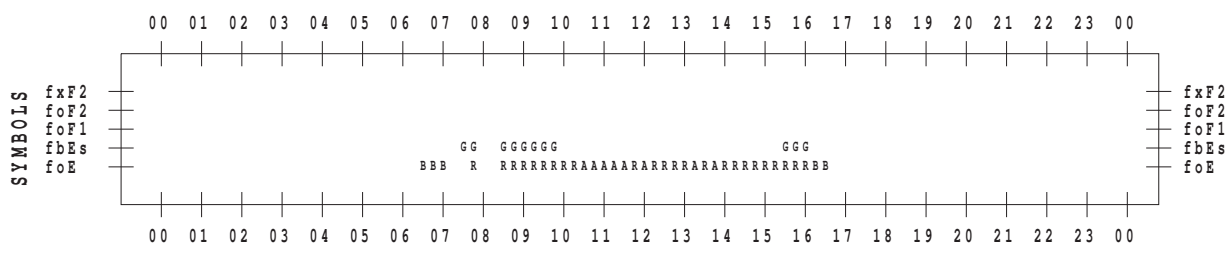 00 01 02 03 04 05 06 07 08 09 10 11 12 13 14 15 16 17 18 19 20 21 22 23 00
SYMBOLS
fxF2 fxF2
foF2 foF2
foF1 foF1
fbEs GG GGGGGG GGG fbEs
foE BBB R RRRRRRRRAAAAARARRRRARARRRRRRRRRBB foE
00 01 02 03 04 05 06 07 08 09 10 11 12 13 14 15 16 17 18 19 20 21 22 23 00